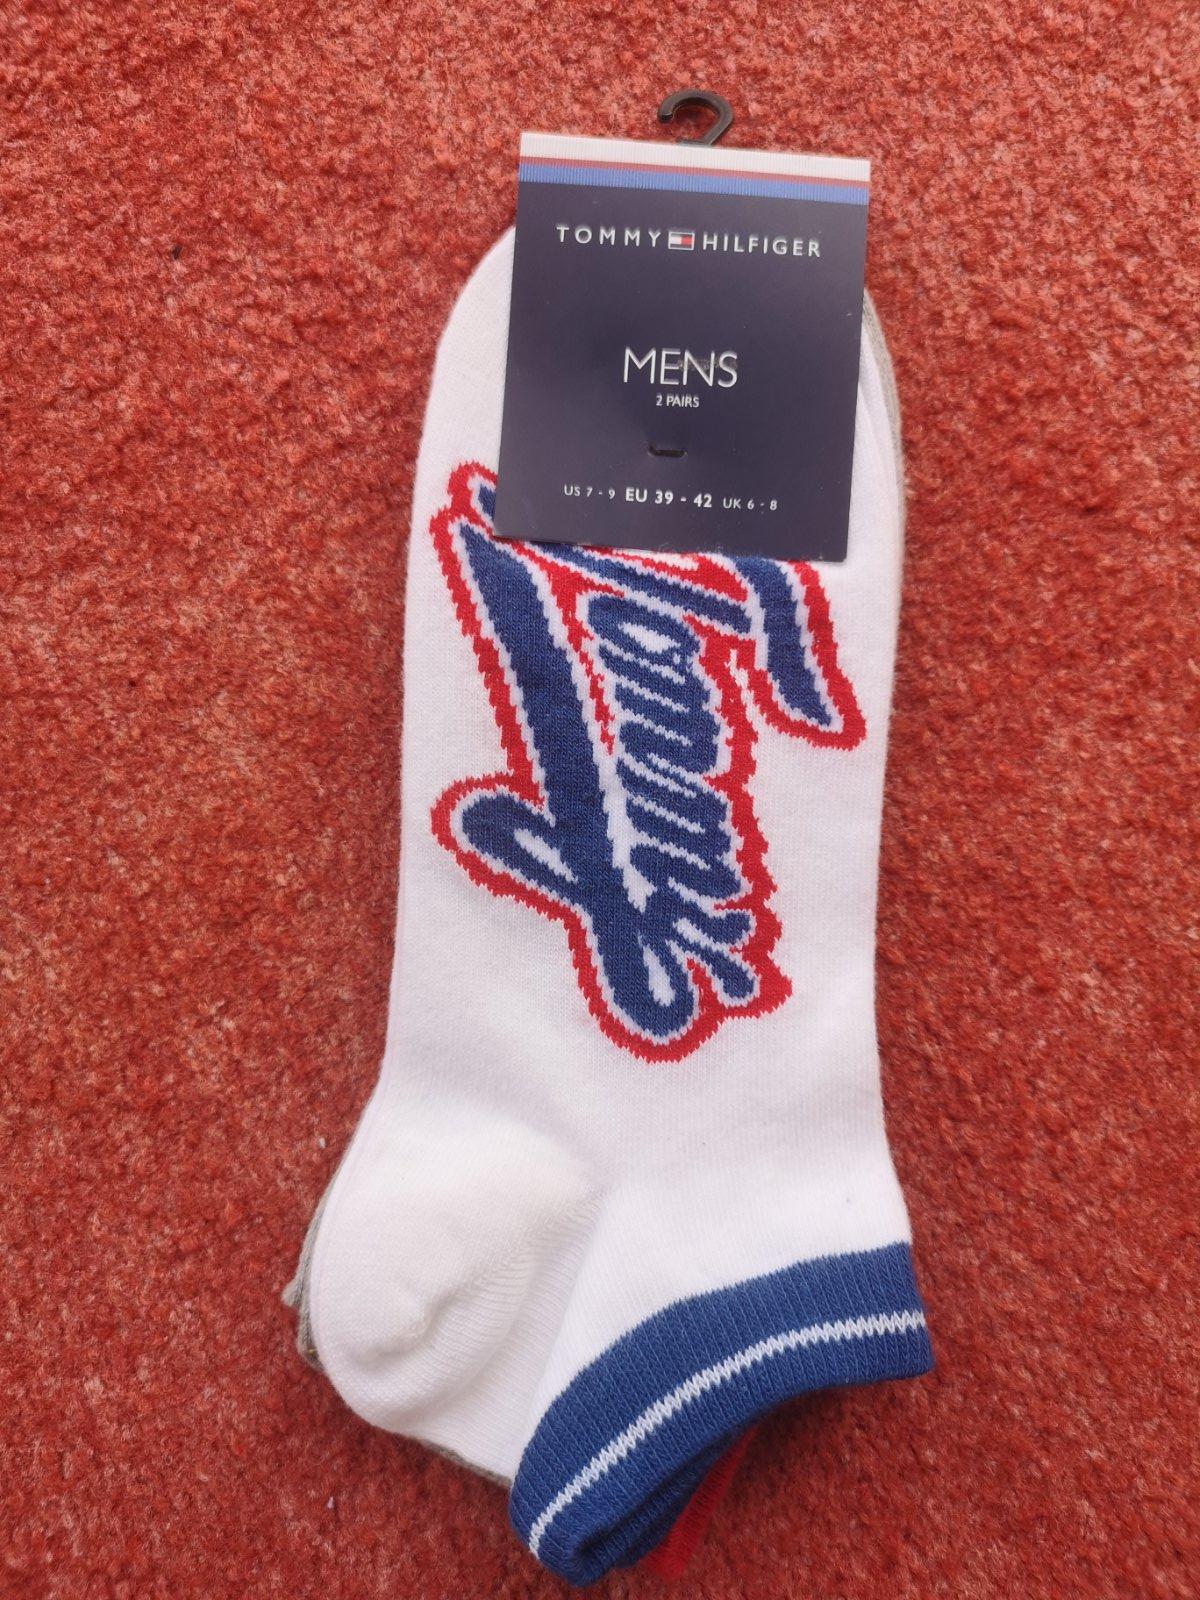 TOMMY HILFIGER
MENS
2 PAIRS
US 7 - 9 EU 39 - 42 UK 6 - 8
Tommy